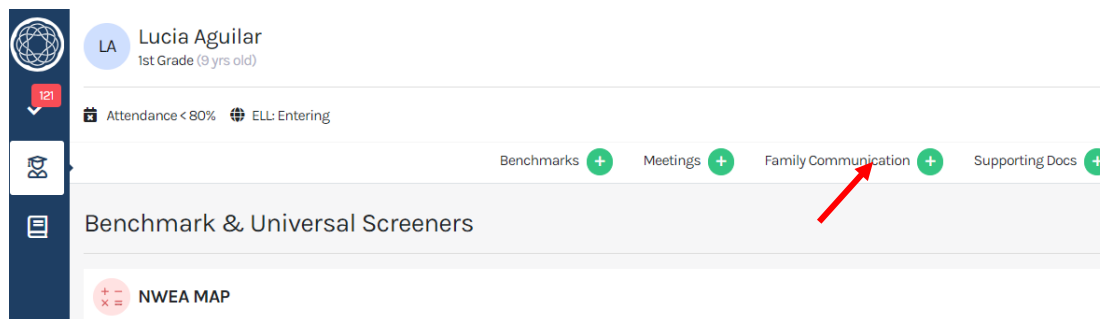 LA
Lucia Aguilar
1st Grade (9 yrs old)
121
Attendance < 80% ELL: Entering
Benchmarks + Meetings + Family Communication + Supporting Docs +
Benchmark & Universal Screeners
NWEA MAP